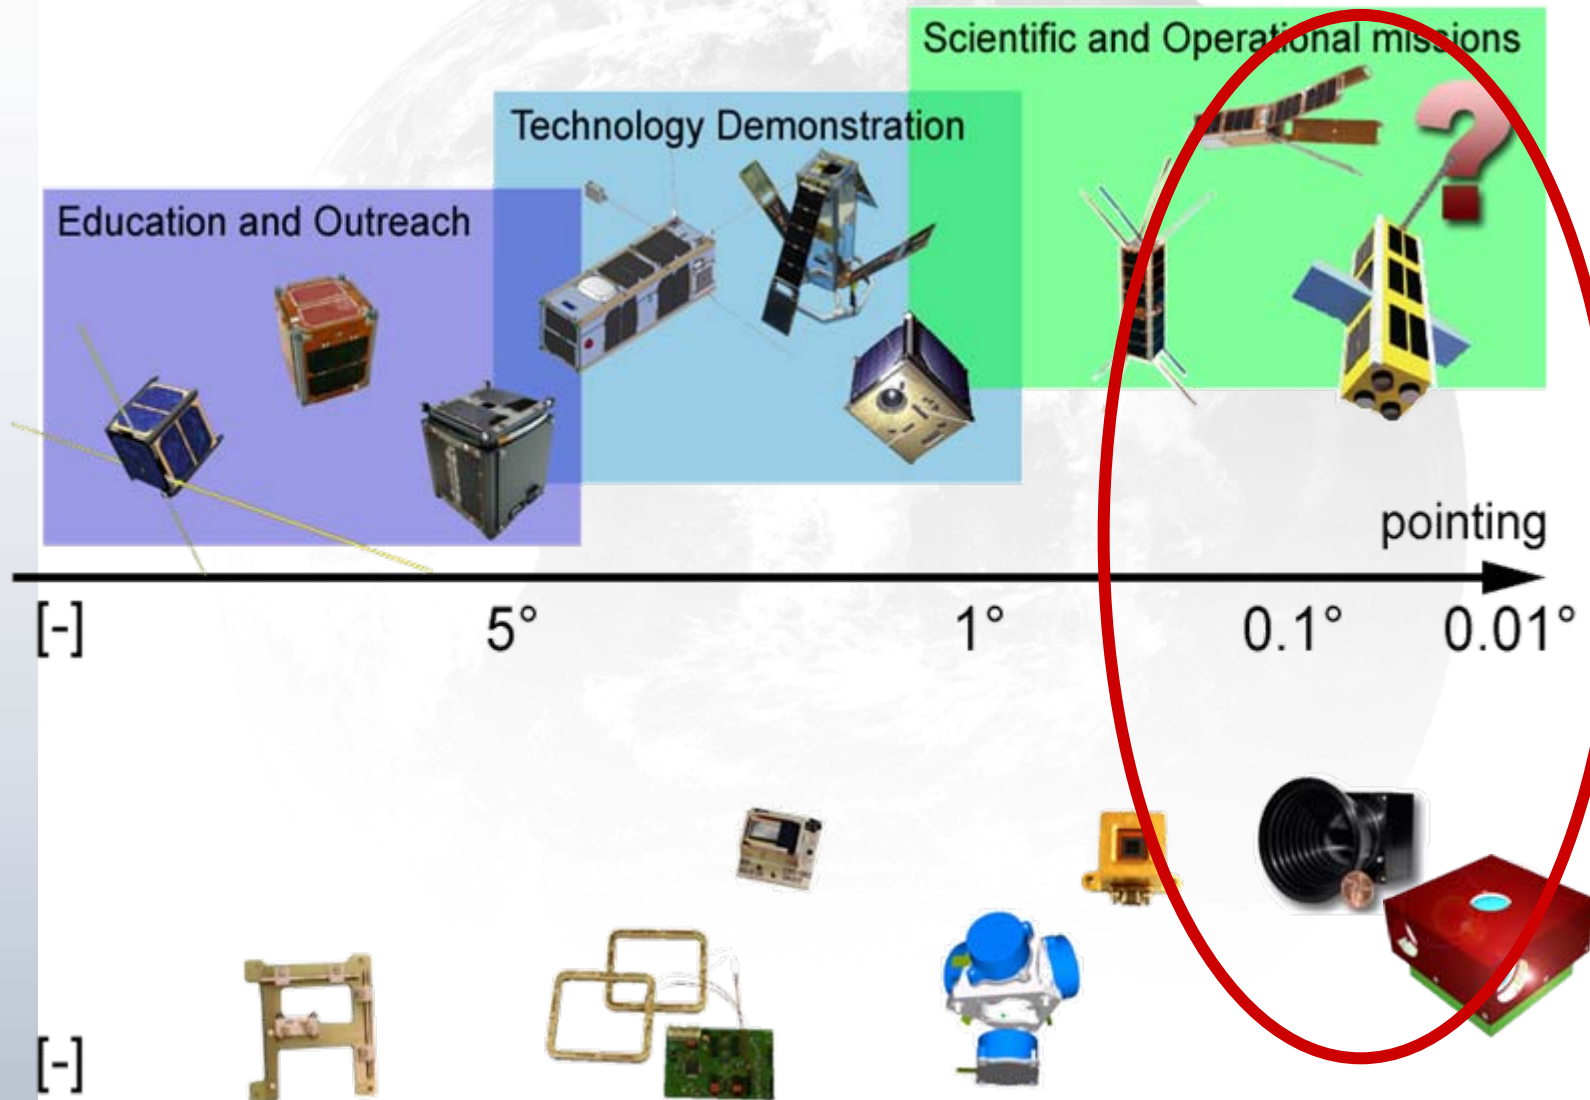 Scientific and Operational missions
Technology Demonstration
Education and Outreach
?
pointing
[-] 5° 1° 0.1° 0.01°
[-]